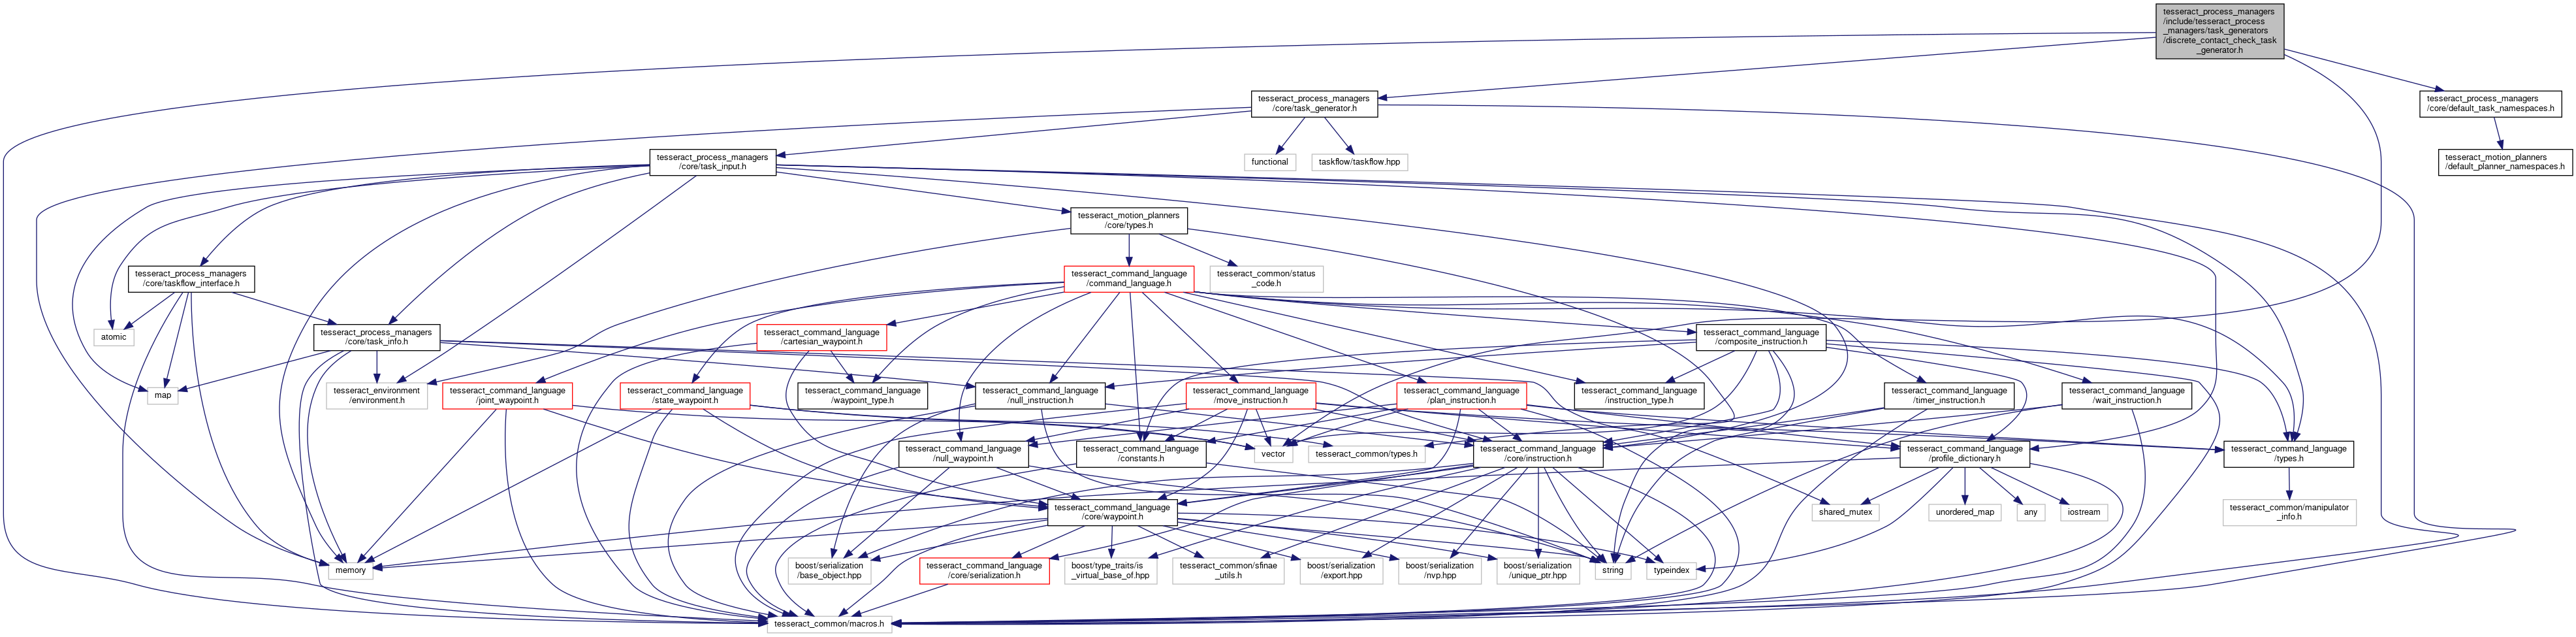 tesseract_process_managers
/include/tesseract_process
_managers/task_generators
/discrete_contact_check_task
_generator.h
tesseract_process_managers
/core/task_generator.h
tesseract_process_managers
/core/default_task_namespaces.h
tesseract_process_managers
/core/task_input.h
functional
taskflow/taskflow.hpp
tesseract_motion_planners
/default_planner_namespaces.h
tesseract_motion_planners
/core/types.h
tesseract_process_managers
/core/taskflow_interface.h
tesseract_command_language
/command_language.h
tesseract_common/status
_code.h
atomic
tesseract_process_managers
/core/task_info.h
tesseract_command_language
/cartesian_waypoint.h
tesseract_command_language
/composite_instruction.h
map
tesseract_environment
/environment.h
tesseract_command_language
/joint_waypoint.h
tesseract_command_language
/state_waypoint.h
tesseract_command_language
/waypoint_type.h
tesseract_command_language
/null_instruction.h
tesseract_command_language
/move_instruction.h
tesseract_command_language
/plan_instruction.h
tesseract_command_language
/instruction_type.h
tesseract_command_language
/timer_instruction.h
tesseract_command_language
/wait_instruction.h
tesseract_command_language
/null_waypoint.h
tesseract_command_language
/constants.h
vector
tesseract_common/types.h
tesseract_command_language
/core/instruction.h
tesseract_command_language
/profile_dictionary.h
tesseract_command_language
/types.h
tesseract_command_language
/core/waypoint.h
shared_mutex
unordered_map
any
iostream
tesseract_common/manipulator
_info.h
memory
boost/serialization
/base_object.hpp
tesseract_command_language
/core/serialization.h
boost/type_traits/is
_virtual_base_of.hpp
tesseract_common/sfinae
_utils.h
boost/serialization
/export.hpp
boost/serialization
/nvp.hpp
boost/serialization
/unique_ptr.hpp
string
typeindex
tesseract_common/macros.h